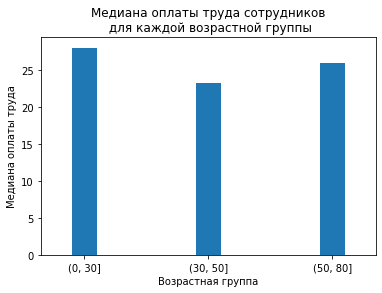 Медиана оплаты труда сотрудников
для каждой возрастной группы
Медиана оплаты труда
25
20
15
10
5
0
(0, 30]
(30, 50]
(50, 80]
Возрастная группа